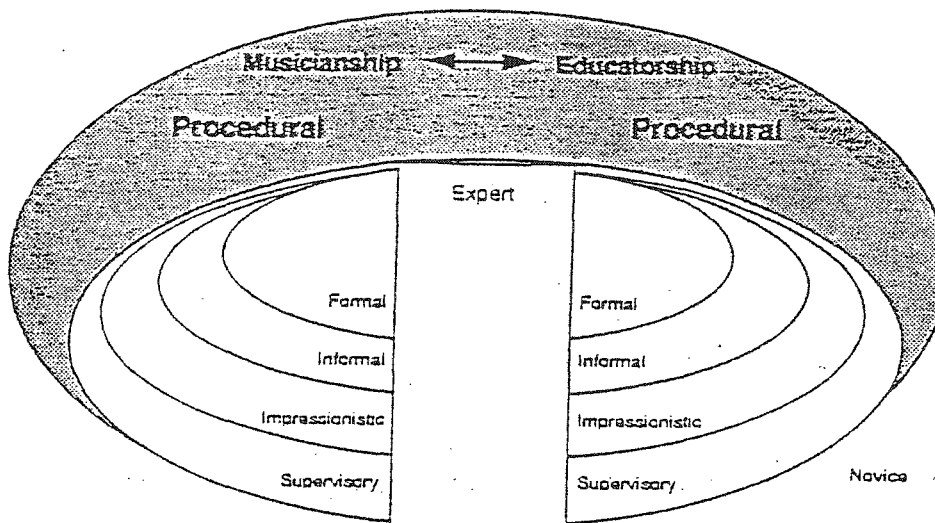 Musicianship Educatorship
Procedural Procedural
Expert
Formal Formal
Informal Informal
Impressionistic Impressionistic
Supervisory Supervisory
Novice